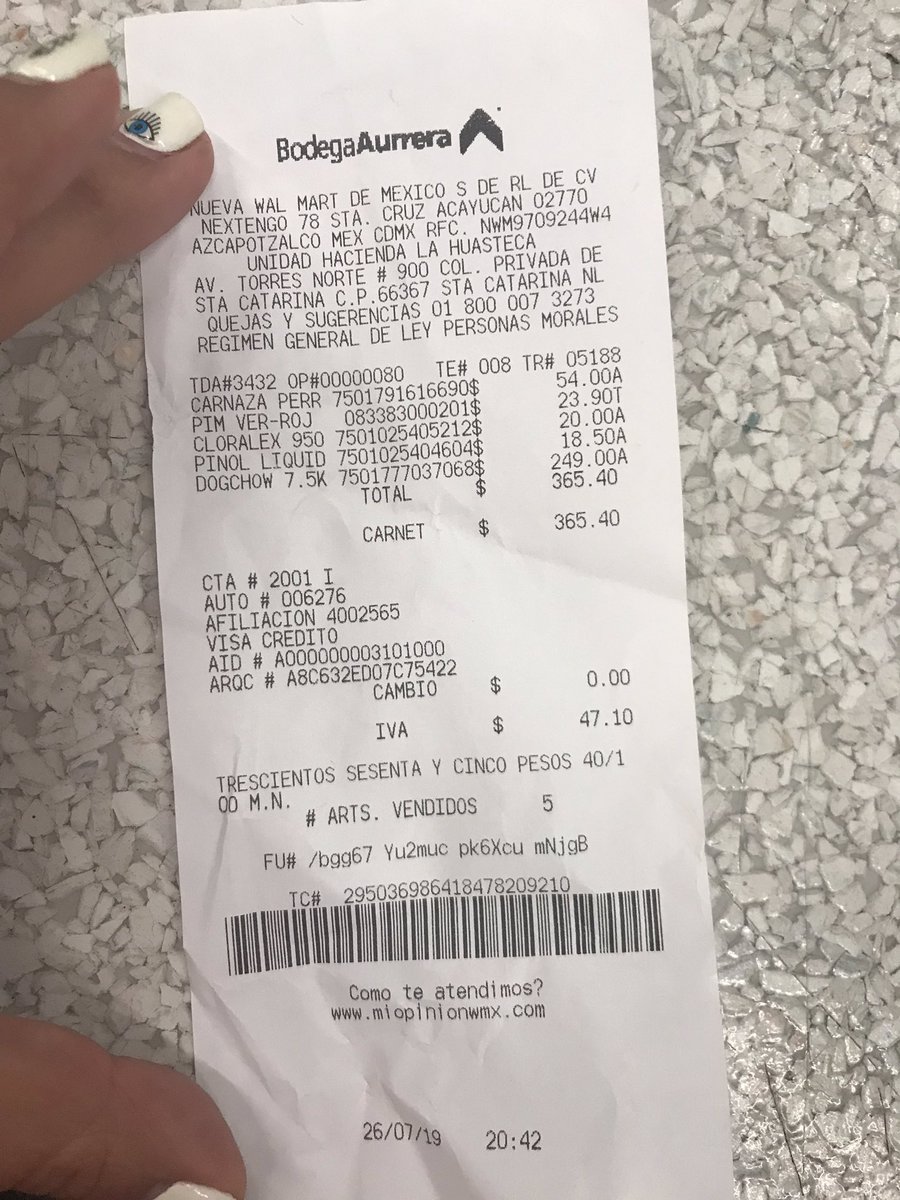 BodegaAurrera
NUEVA WAL MART DE MEXICO S DE RL DE CV
NEXTENGO 78 STA. CRUZ ACAYUCAN 02770
AZCAPOTZALCO MEX CDMX RFC. NWM9709244W4
UNIDAD HACIENDA LA HUASTECA
AV. TORRES NORTE # 900 COL. PRIVADA DE
STA CATARINA C.P.66367 STA CATARINA NL
QUEJAS Y SUGERENCIAS 01 800 007 3273
REGIMEN GENERAL DE LEY PERSONAS MORALES
TDA#3432 OP#00000080 TE# 008 TR# 05188
CARNAZA PERR 7501791616690$ 54.00A
PIM VER-ROJ 083383000201$ 23.90T
CLORALEX 950 7501025405212$ 20.00A
PINOL LIQUID 7501025404604$ 18.50A
DOGCHOW 7.5K 7501777037068$ 249.00A
TOTAL $ 365.40
CARNET $ 365.40
CTA # 2001 I
AUTO # 006276
AFILIACION 4002565
VISA CREDITO
AID # A0000000031010​00
ARQC # A8C632ED07C75422
CAMBIO $ 0.00
IVA $ 47.10
TRESCIENTOS SESENTA Y CINCO PESOS 40/1
00 M.N.
# ARTS. VENDIDOS 5
FU# /bgg67 Yu2muc pk6Xcu mNjgB
TC# 295036986418478209210
Como te atendimos?
www.miopinionwmx.com
26/07/19 20:42